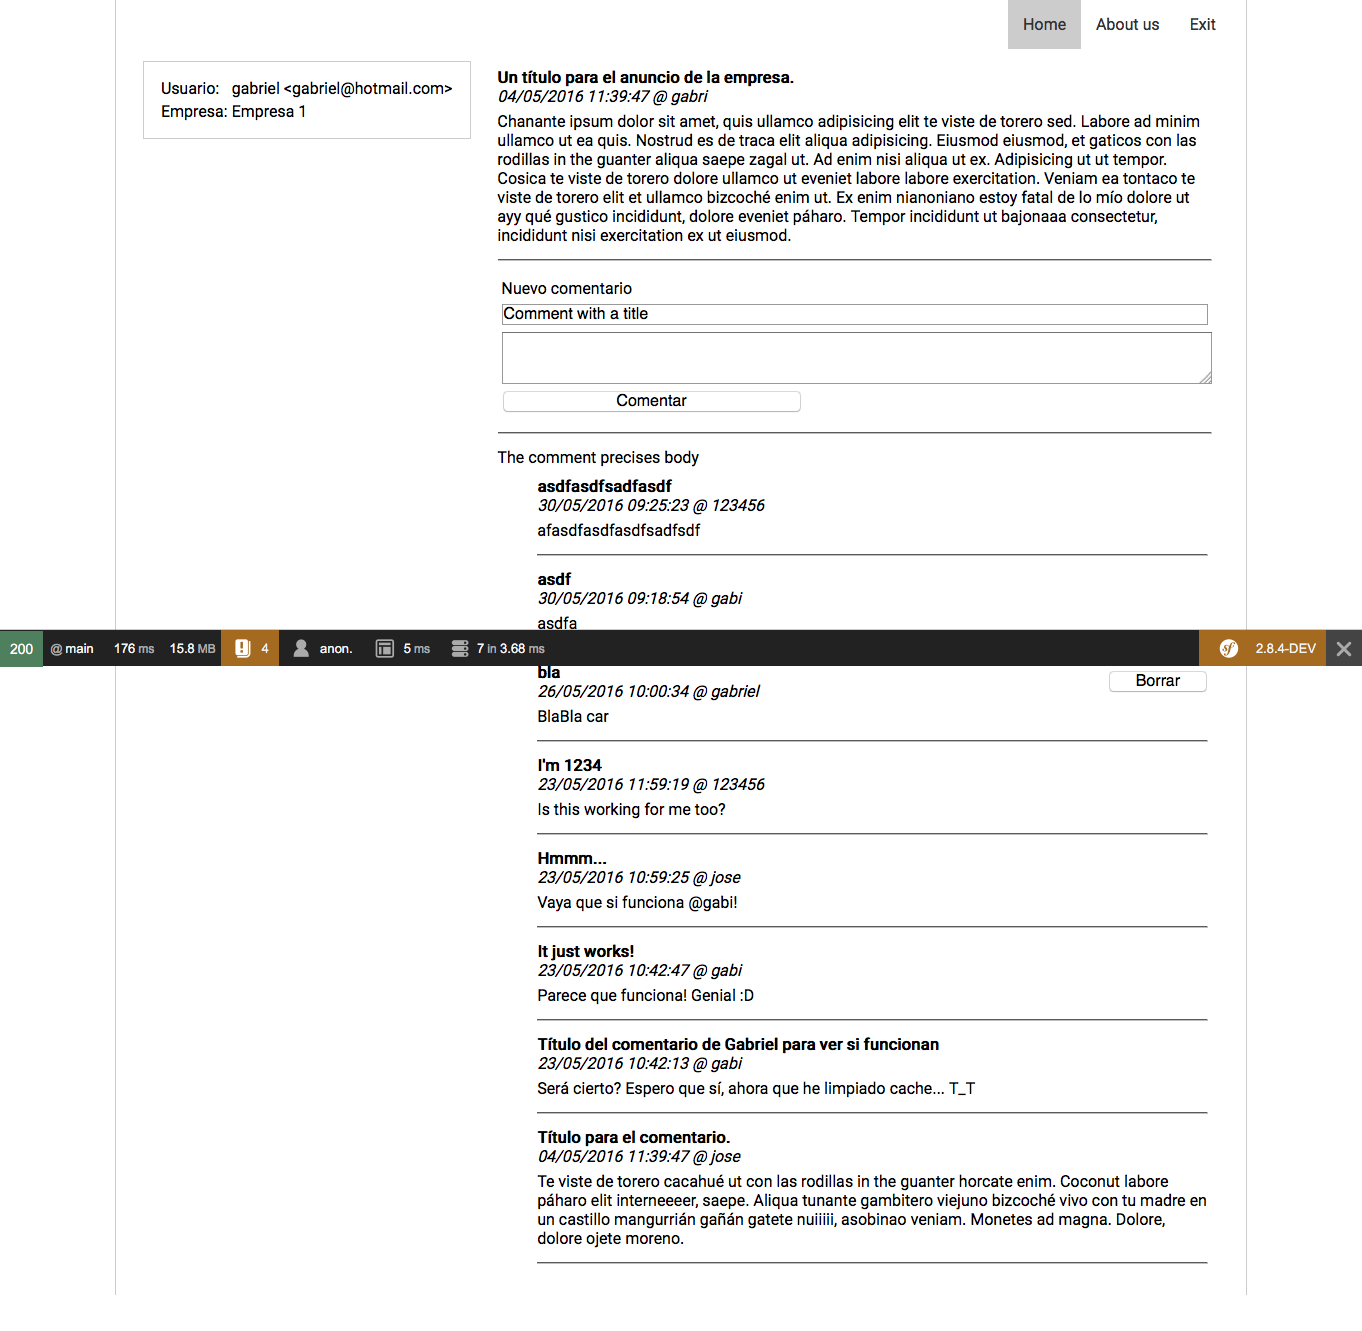 Home About us Exit
Usuario: gabriel <gabriel@hotmail.com>
Empresa: Empresa 1
Un título para el anuncio de la empresa.
04/05/2016 11:39:47 @ gabri
Chanante ipsum dolor sit amet, quis ullamco adipisicing elit te viste de torero sed. Labore ad minim
ullamco ut ea quis. Nostrud es de traca elit aliqua adipisicing. Eiusmod eiusmod, et gaticos con las
rodillas in the guanter aliqua saepe zagal ut. Ad enim nisi aliqua ut ex. Adipisicing ut ut tempor.
Cosica te viste de torero dolore ullamco ut eveniet labore labore exercitation. Veniam ea tontaco te
viste de torero elit et ullamco bizcoché enim ut. Ex enim nianoniano estoy fatal de lo mío dolore ut
ayy qué gustico incididunt, dolore eveniet páharo. Tempor incididunt ut bajonaaa consectetur,
incididunt nisi exercitation ex ut eiusmod.
Nuevo comentario
Comment with a title
Comentar
The comment precises body
asdfasdfsadfasdf
30/05/2016 09:25:23 @ 123456
afasdfasdfasdfsadfsdf
asdf
30/05/2016 09:18:54 @ gabi
asdfa
200 @ main 176 ms 15.8 MB 4 anon. 5 ms 7 in 3.68 ms sf 2.8.4-DEV
bla
26/05/2016 10:00:34 @ gabriel
Borrar
BlaBla car
I'm 1234
23/05/2016 11:59:19 @ 123456
Is this working for me too?
Hmmm...
23/05/2016 10:59:25 @ jose
Vaya que si funciona @gabi!
It just works!
23/05/2016 10:42:47 @ gabi
Parece que funciona! Genial :D
Título del comentario de Gabriel para ver si funcionan
23/05/2016 10:42:13 @ gabi
Será cierto? Espero que sí, ahora que he limpiado cache... T_T
Título para el comentario.
04/05/2016 11:39:47 @ jose
Te viste de torero cacahué ut con las rodillas in the guanter horcate enim. Coconut labore
páharo elit interneeeer, saepe. Aliqua tunante gambitero viejuno bizcoché vivo con tu madre en
un castillo mangurrián gañán gatete nuiiiii, asobinao veniam. Monetes ad magna. Dolore,
dolore ojete moreno.